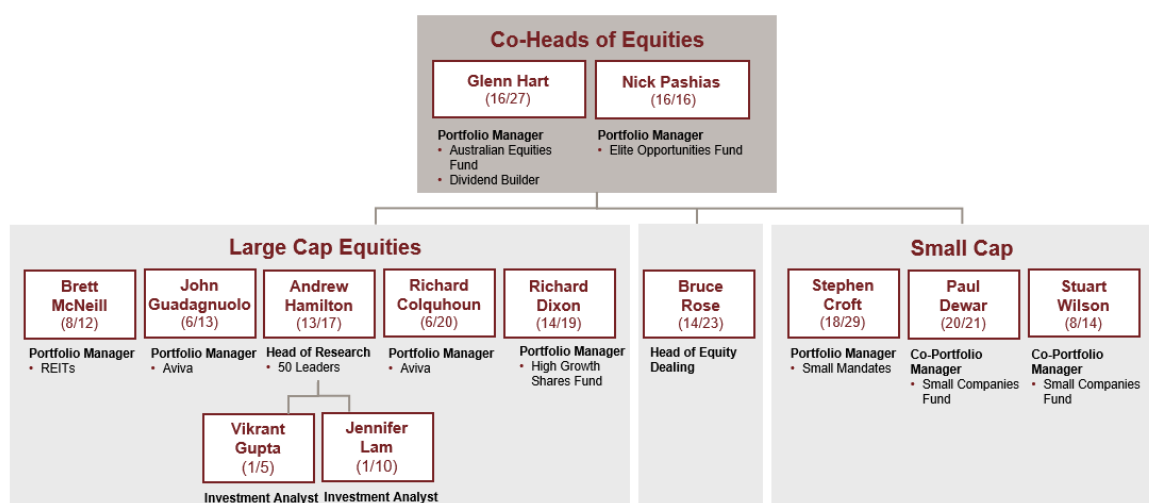 Co-Heads of Equities
Glenn Hart
(16/27)
Portfolio Manager
• Australian Equities
Fund
• Dividend Builder
Nick Pashias
(16/16)
Portfolio Manager
• Elite Opportunities Fund
Large Cap Equities
Brett
McNeill
(8/12)
Portfolio Manager
• REITs
John
Guadagnuolo
(6/13)
Portfolio Manager
• Aviva
Andrew
Hamilton
(13/17)
Head of Research
• 50 Leaders
Richard
Colquhoun
(6/20)
Portfolio Manager
• Aviva
Richard
Dixon
(14/19)
Portfolio Manager
• High Growth
Shares Fund
Vikrant
Gupta
(1/5)
Investment Analyst
Jennifer
Lam
(1/10)
Investment Analyst
Bruce
Rose
(14/23)
Head of Equity
Dealing
Small Cap
Stephen
Croft
(18/29)
Portfolio Manager
• Small Mandates
Paul
Dewar
(20/21)
Co-Portfolio
Manager
• Small Companies
Fund
Stuart
Wilson
(8/14)
Co-Portfolio
Manager
• Small Companies
Fund